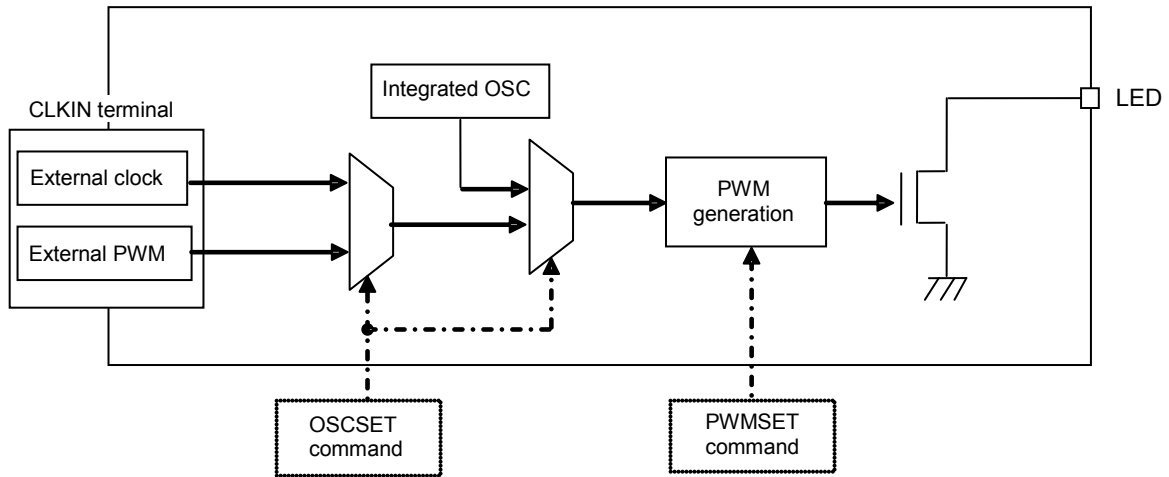 Integrated OSC
LED
CLKIN terminal
External clock
External PWM
PWM
generation
OSCSET
command
PWMSET
command